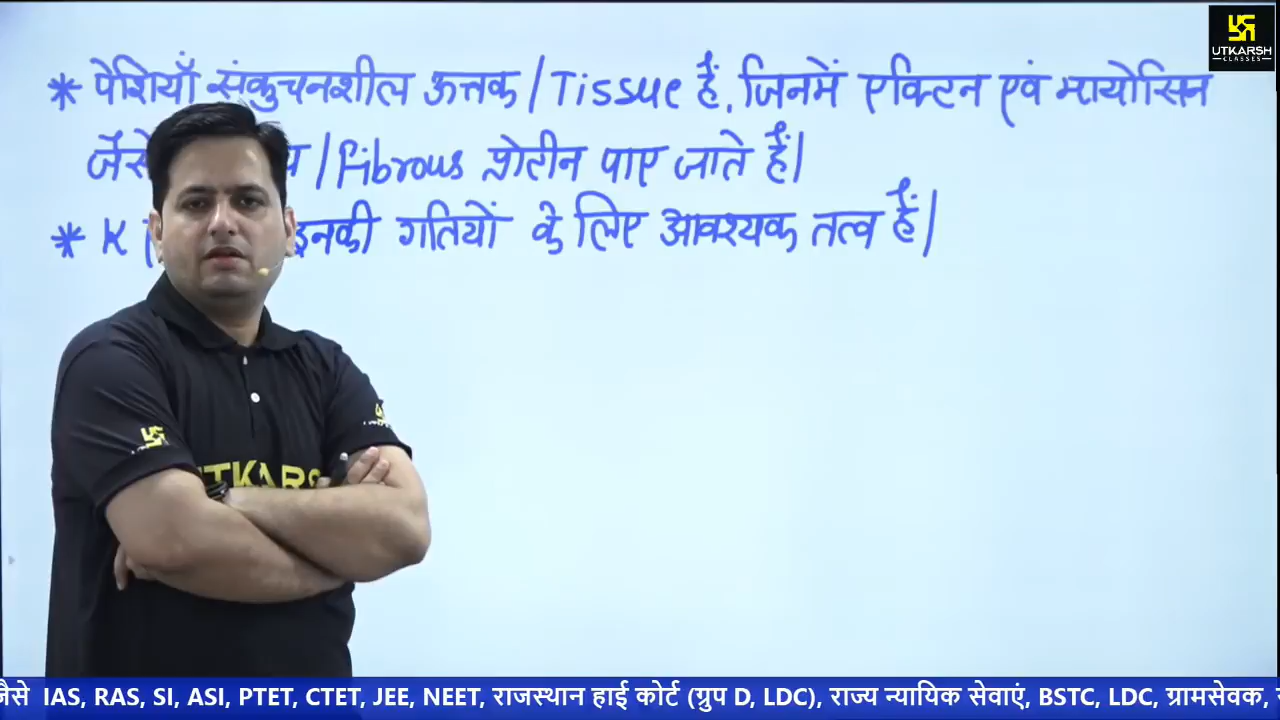 UTKARSH
CLASSES
* पेशियाँ संकुचनशील ऊत्तक / Tissue हैं, जिनमें एक्टिन एवं मायोसिन
जैसे / Fibrous प्रोटीन पाए जाते हैं।
* K इनकी गतियों के लिए आवश्यक तत्व हैं।
जैसे IAS, RAS, SI, ASI, PTET, CTET, JEE, NEET, राजस्थान हाई कोर्ट (ग्रुप D, LDC), राज्य न्यायिक सेवाएं, BSTC, LDC, ग्रामसेवक,